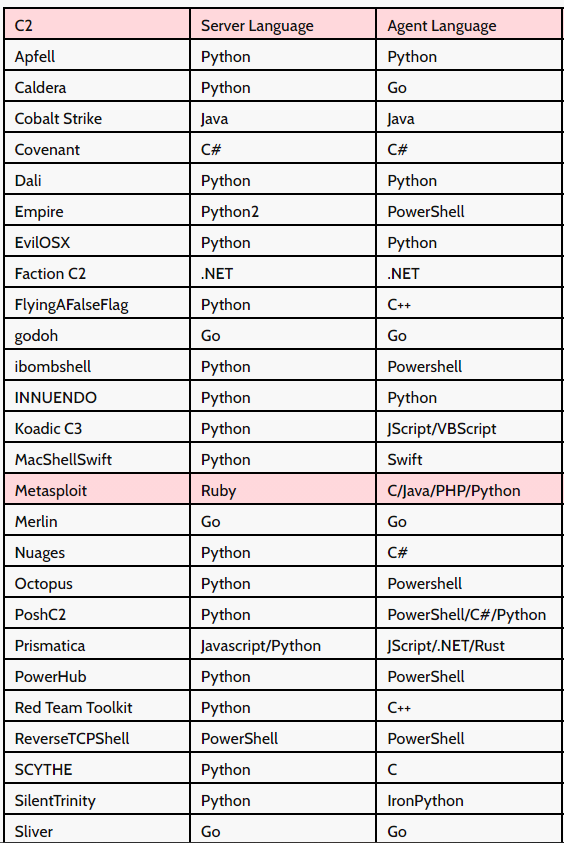 C2 Server Language Agent Language
Apfell Python Python
Caldera Python Go
Cobalt Strike Java Java
Covenant C# C#
Dali Python Python
Empire Python2 PowerShell
EvilOSX Python Python
Faction C2 .NET .NET
FlyingAFalseFlag Python C++
godoh Go Go
ibombshell Python Powershell
INNUENDO Python Python
Koadic C3 Python JScript/VBScript
MacShellSwift Python Swift
Metasploit Ruby C/Java/PHP/Python
Merlin Go Go
Nuages Python C#
Octopus Python Powershell
PoshC2 Python PowerShell/C#/Python
Prismatica Javascript/Python JScript/.NET/Rust
PowerHub Python PowerShell
Red Team Toolkit Python C++
ReverseTCPShell PowerShell PowerShell
SCYTHE Python C
SilentTrinity Python IronPython
Sliver Go Go